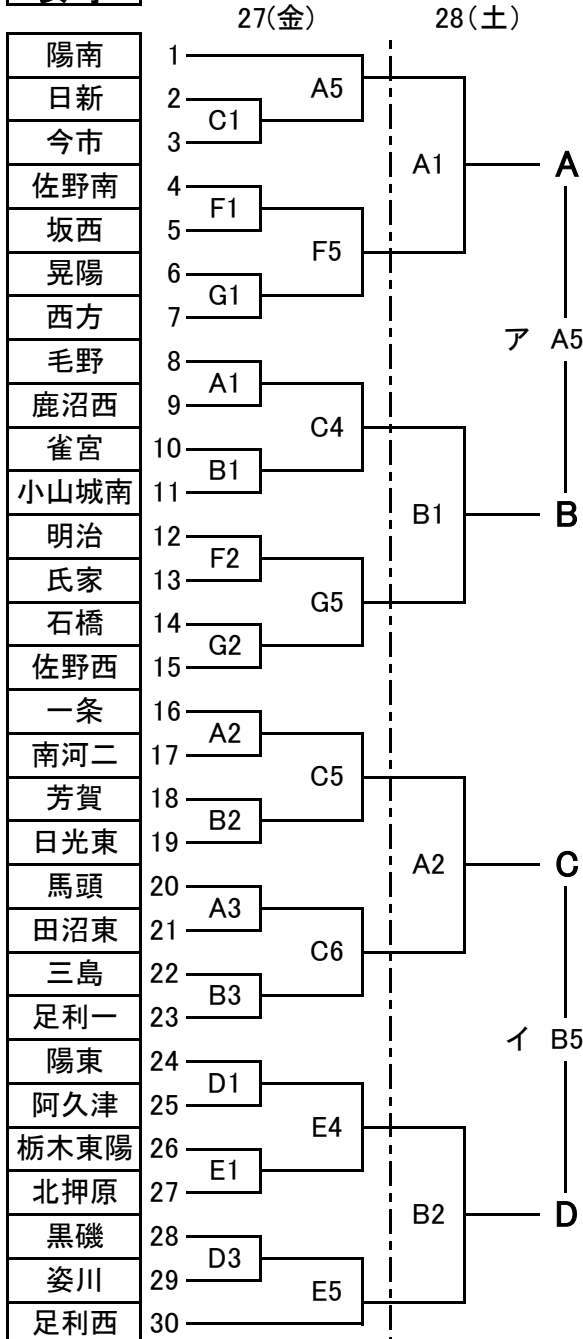 27(金) 28(土)
陽南 1
日新 2
今市 3
佐野南 4
坂西 5
晃陽 6
西方 7
毛野 8
鹿沼西 9
雀宮 10
小山城南 11
明治 12
氏家 13
石橋 14
佐野西 15
一条 16
南河二 17
芳賀 18
日光東 19
馬頭 20
田沼東 21
三島 22
足利一 23
陽東 24
阿久津 25
栃木東陽 26
北押原 27
黒磯 28
姿川 29
足利西 30
C1
F1
G1
A1
B1
F2
G2
A2
B2
A3
B3
D1
E1
D3
A5
F5
C4
G5
C5
C6
E4
E5
A1
B1
A2
B2
A
ア A5
B
C
イ B5
D